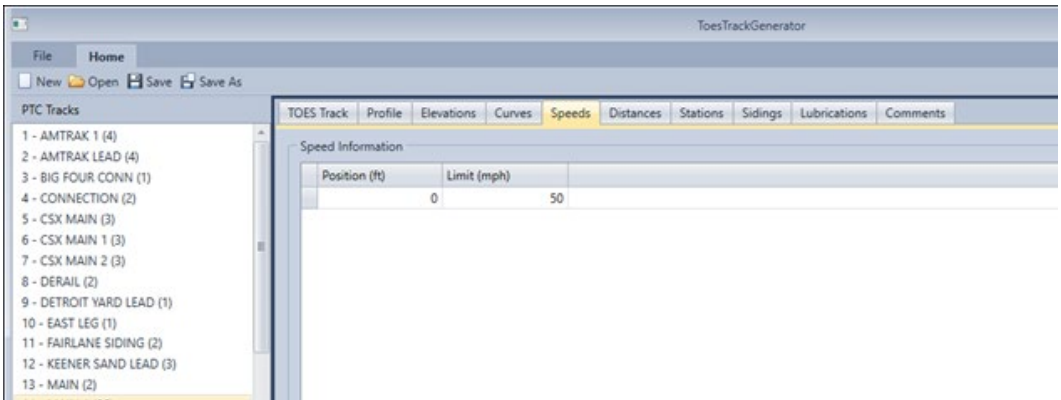 ToesTrackGenerator
File Home
New Open Save Save As
PTC Tracks
1 - AMTRAK 1 (4)
2 - AMTRAK LEAD (4)
3 - BIG FOUR CONN (1)
4 - CONNECTION (2)
5 - CSX MAIN (3)
6 - CSX MAIN 1 (3)
7 - CSX MAIN 2 (3)
8 - DERAIL (2)
9 - DETROIT YARD LEAD (1)
10 - EAST LEG (1)
11 - FAIRLANE SIDING (2)
12 - KEENER SAND LEAD (3)
13 - MAIN (2)
TOES Track Profile Elevations Curves Speeds Distances Stations Sidings Lubrications Comments
Speed Information
Position (ft) Limit (mph)
0 50